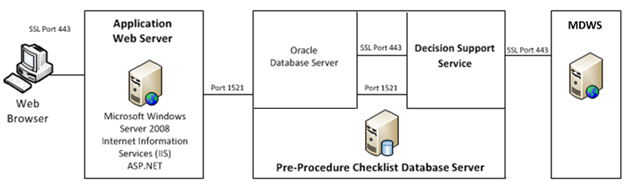 SSL Port 443
Web
Browser
Application
Web Server
Microsoft Windows
Server 2008
Internet Information
Services (IIS)
ASP.NET
Port 1521
Oracle
Database Server
SSL Port 443
Port 1521
Decision Support
Service
Pre-Procedure Checklist Database Server
SSL Port 443
MDWS